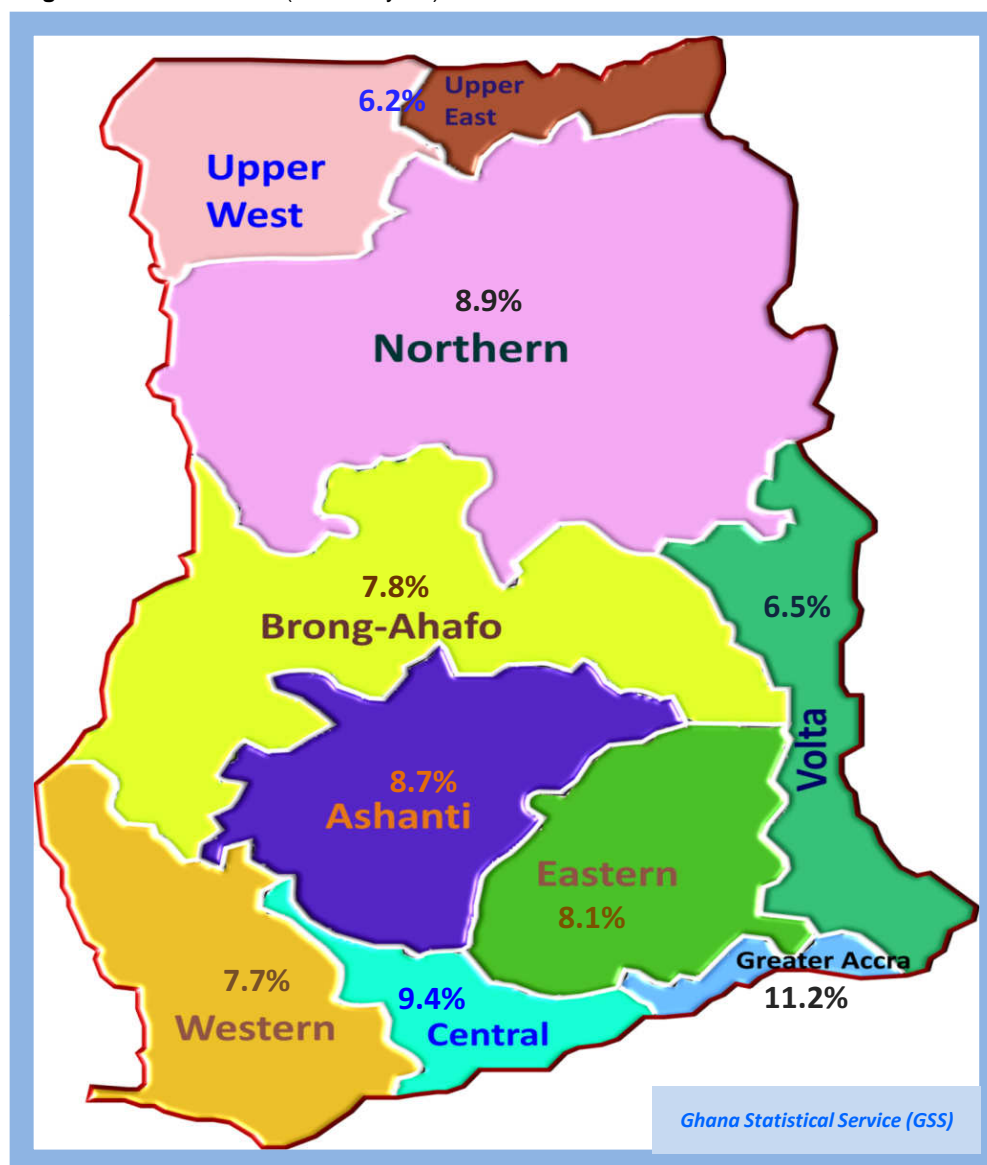 6.2%
Upper
East
Upper
West
8.9%
Northern
7.8%
Brong-Ahafo
6.5%
Volta
8.7%
Ashanti
Eastern
8.1%
Greater Accra
11.2%
7.7%
Western
9.4%
Central
Ghana Statistical Service (GSS)